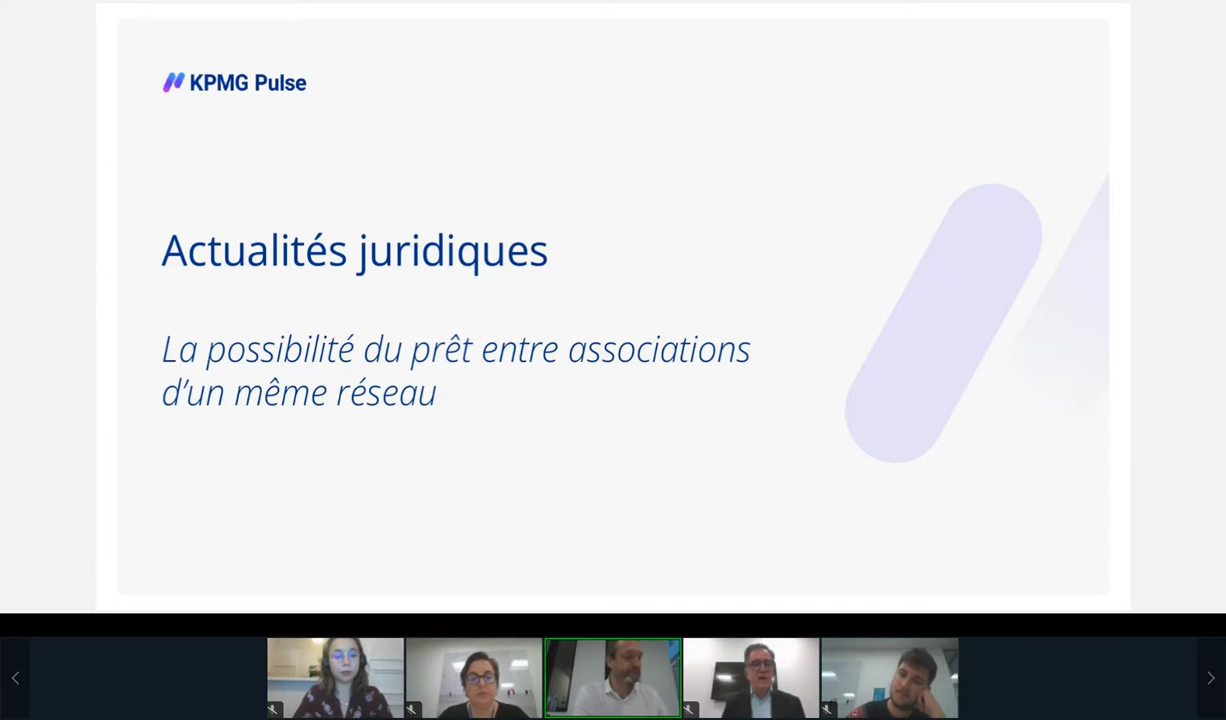 KPMG Pulse
Actualités juridiques
La possibilité du prêt entre associations
d’un même réseau